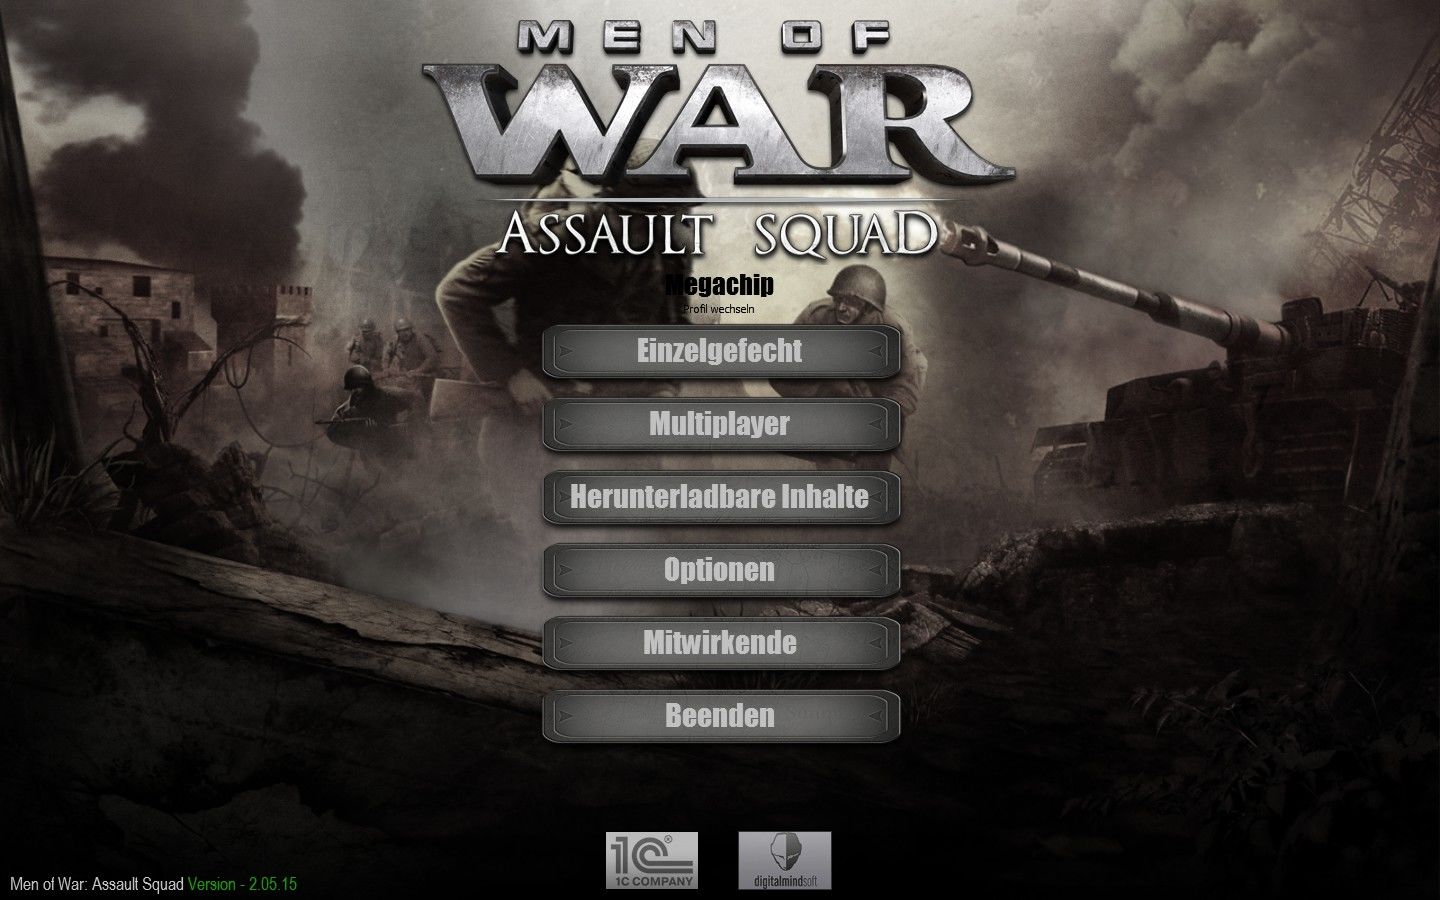 MEN OF
WAR
ASSAULT SQUAD
Megachip
Profil wechseln
Einzelgefecht
Multiplayer
Herunterladbare Inhalte
Optionen
Mitwirkende
Beenden
1C®
1C COMPANY
digitalmindsoft
Men of War: Assault Squad Version - 2.05.15